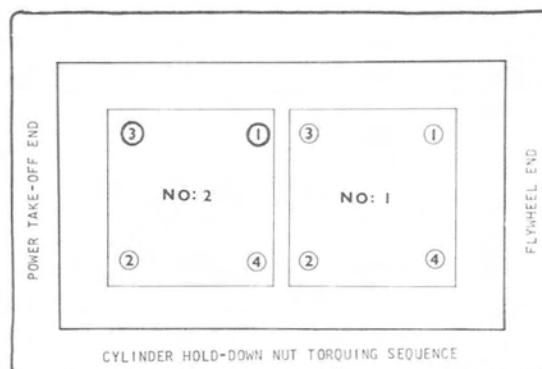 POWER TAKE-OFF END
3 1 3 1
NO: 2 NO: 1
2 4 2 4
FLYWHEEL END
CYLINDER HOLD-DOWN NUT TORQUING SEQUENCE